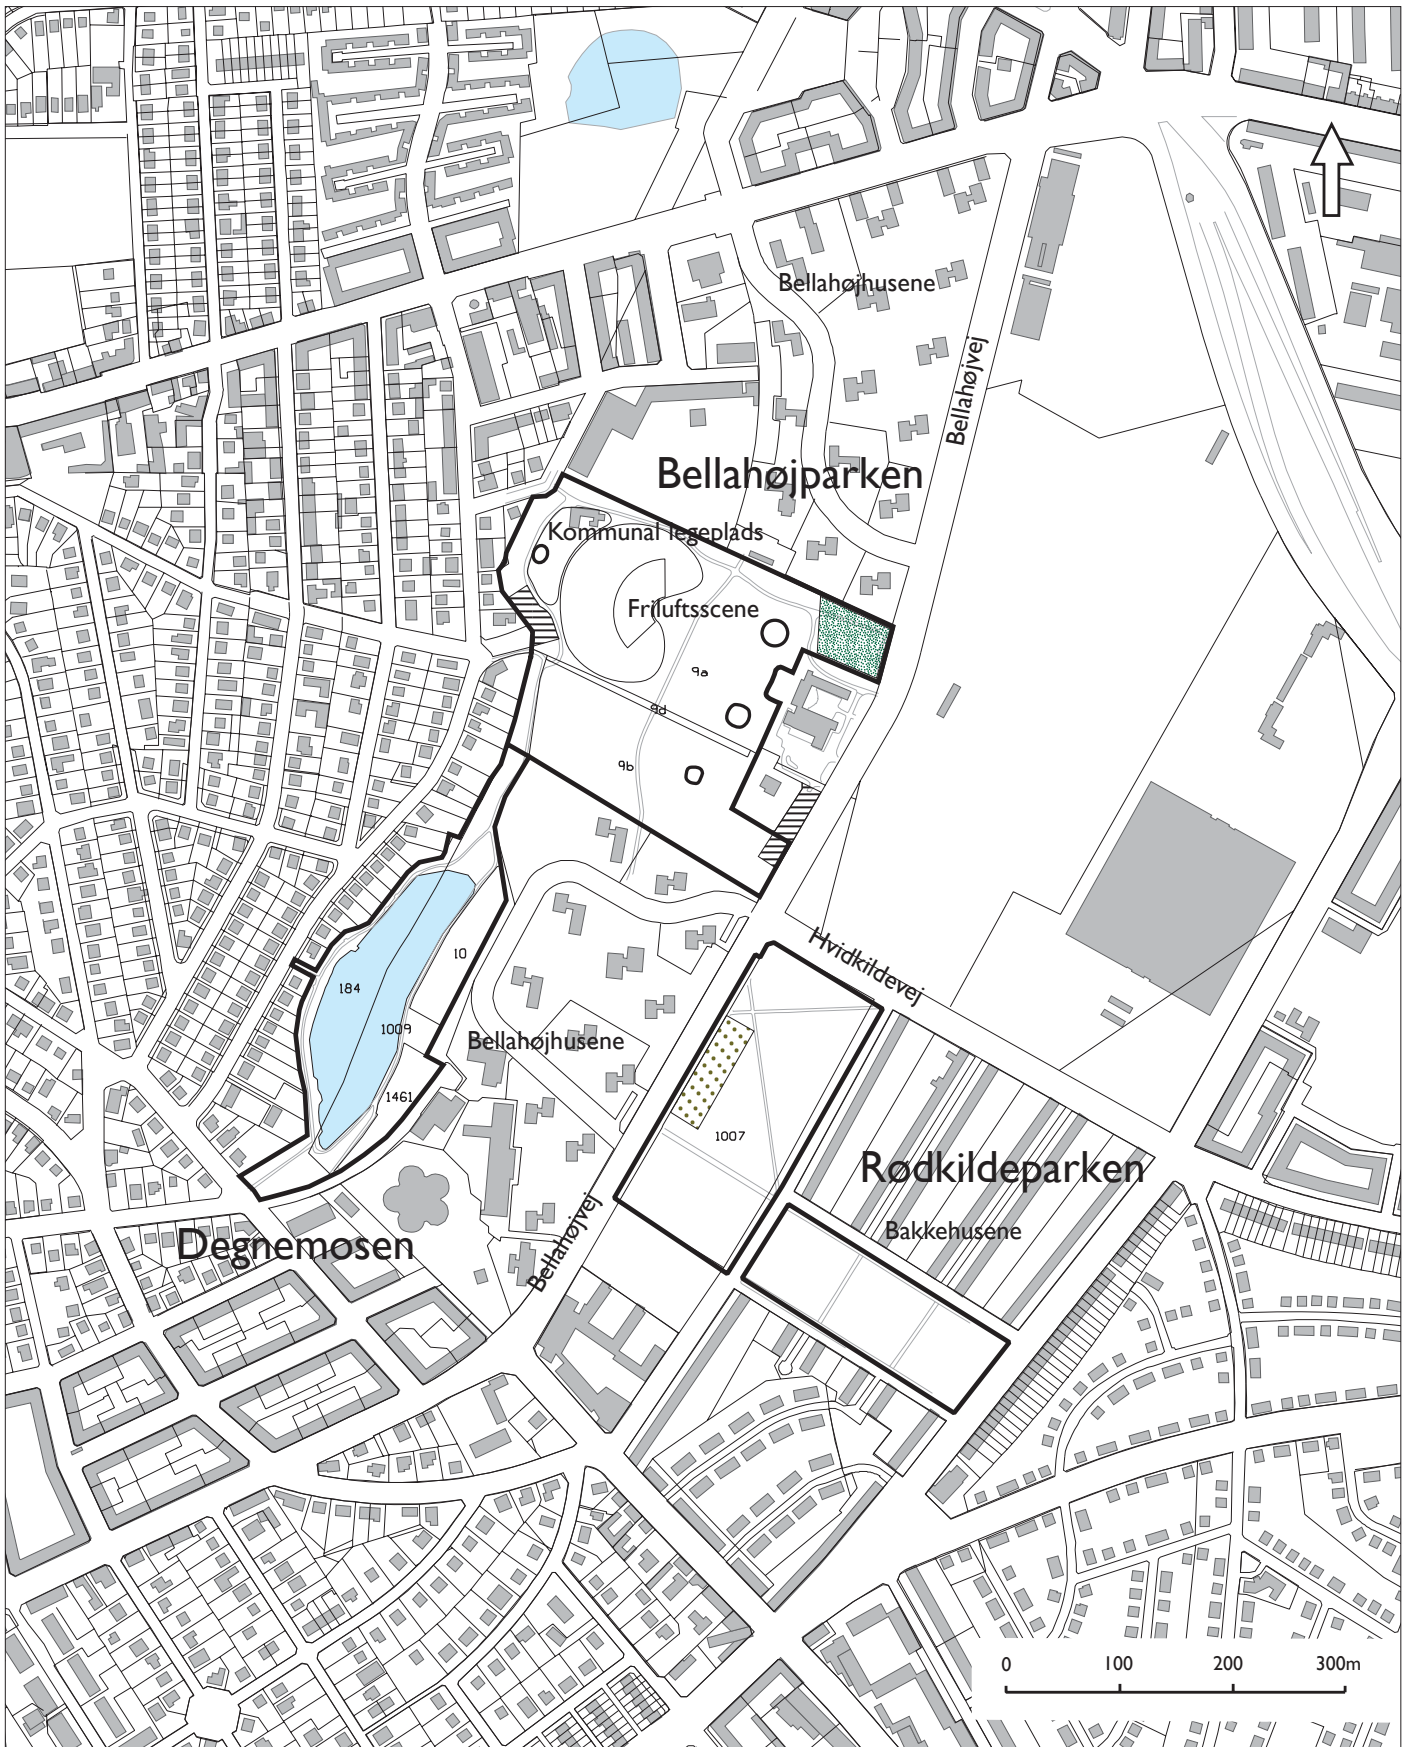 Bellahøjhusene
Bellahøjvej
Bellahøjparken
Kommunal legeplads
Friluftsscene
9a
9d
9b
Hvidkildevej
10
184
1009
Bellahøjhusene
1461
1007
Rødkildeparken
Bakkehusene
Degnemosen
Bellahøjvej
0 100 200 300m